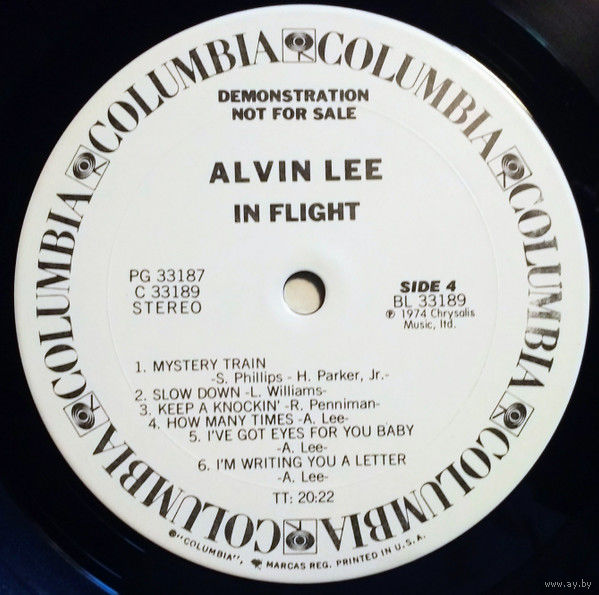 COLUMBIA COLUMBIA COLUMBIA COLUMBIA COLUMBIA COLUMBIA COLUMBIA COLUMBIA
DEMONSTRATION
NOT FOR SALE
ALVIN LEE
IN FLIGHT
PG 33187
C 33189
STEREO
SIDE 4
BL 33189
℗ 1974 Chrysalis
Music, ltd.
1. MYSTERY TRAIN
-S. Phillips - H. Parker, Jr.-
2. SLOW DOWN -L. Williams-
3. KEEP A KNOCKIN' -R. Penniman-
4. HOW MANY TIMES -A. Lee-
5. I'VE GOT EYES FOR YOU BABY
-A. Lee-
6. I'M WRITING YOU A LETTER
-A. Lee-
TT: 20:22
®"COLUMBIA", MARCAS REG. PRINTED IN U.S.A.
www.ay.by